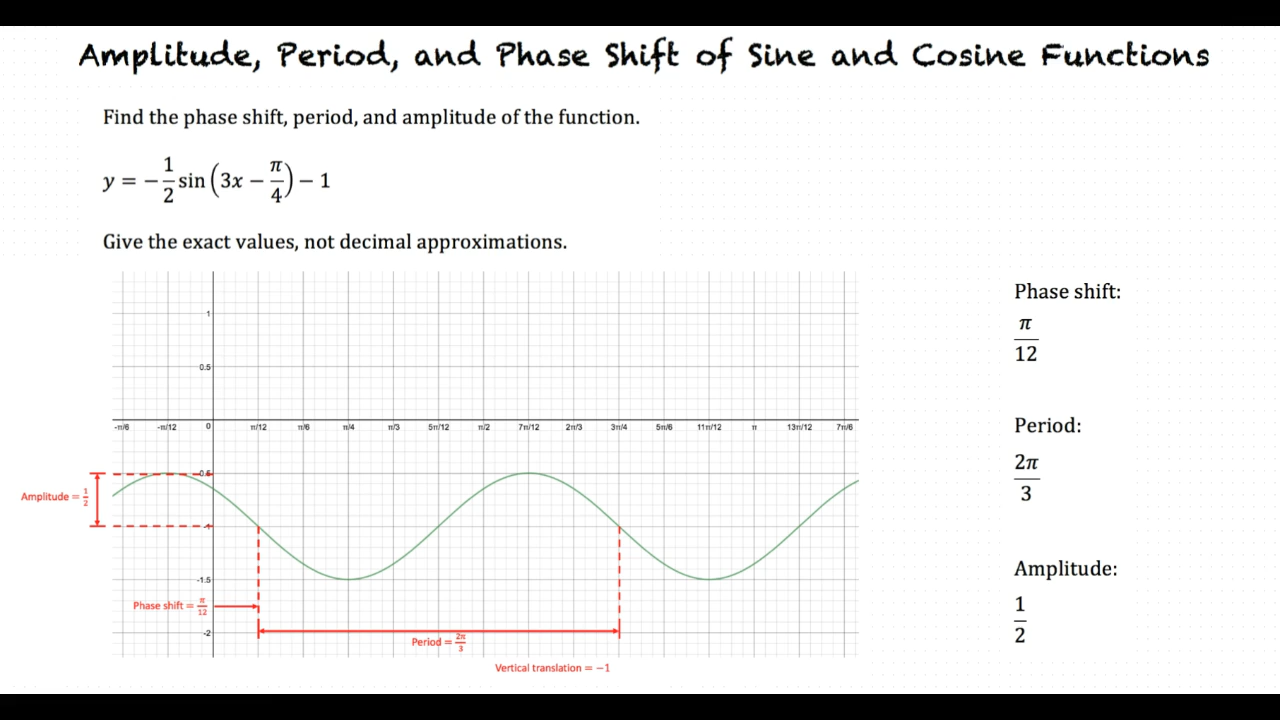 Amplitude, Period, and Phase Shift of Sine and Cosine Functions
Find the phase shift, period, and amplitude of the function.
y = −1/2 sin(3x − π/4) − 1
Give the exact values, not decimal approximations.
1
0.5
-π/6 -π/12 0 π/12 π/6 π/4 π/3 5π/12 π/2 7π/12 2π/3 3π/4 5π/6 11π/12 π 13π/12 7π/6
-0.5
Amplitude = 1/2
-1
-1.5
Phase shift = π/12
-2
Period = 2π/3
Vertical translation = −1
Phase shift:
π/12
Period:
2π/3
Amplitude:
1/2